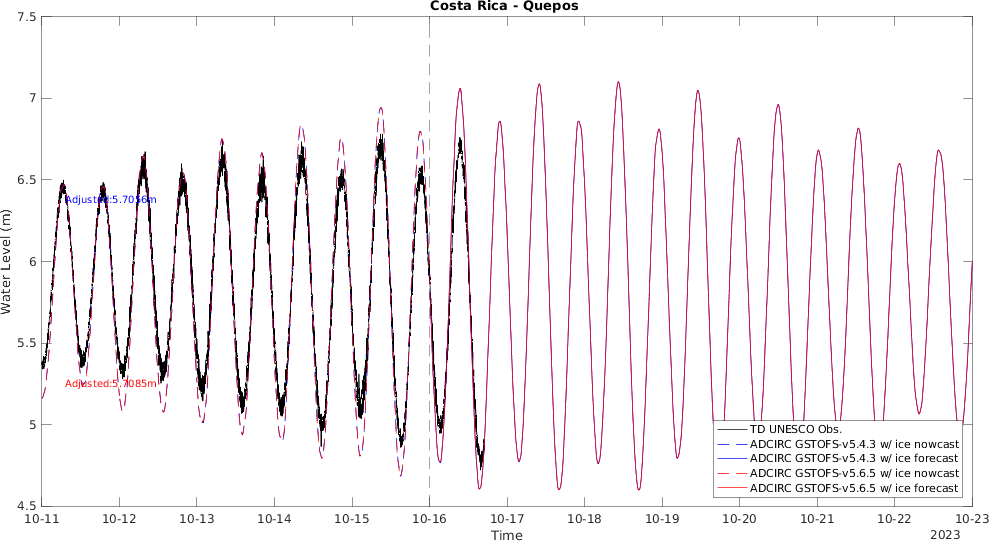 Costa Rica - Quepos
7.5
7
6.5
6
5.5
5
4.5
Water Level (m)
Adjusted:5.7056m
Adjusted:5.7085m
TD UNESCO Obs.
ADCIRC GSTOFS-v5.4.3 w/ ice nowcast
ADCIRC GSTOFS-v5.4.3 w/ ice forecast
ADCIRC GSTOFS-v5.6.5 w/ ice nowcast
ADCIRC GSTOFS-v5.6.5 w/ ice forecast
10-11 10-12 10-13 10-14 10-15 10-16 10-17 10-18 10-19 10-20 10-21 10-22 10-23
Time
2023